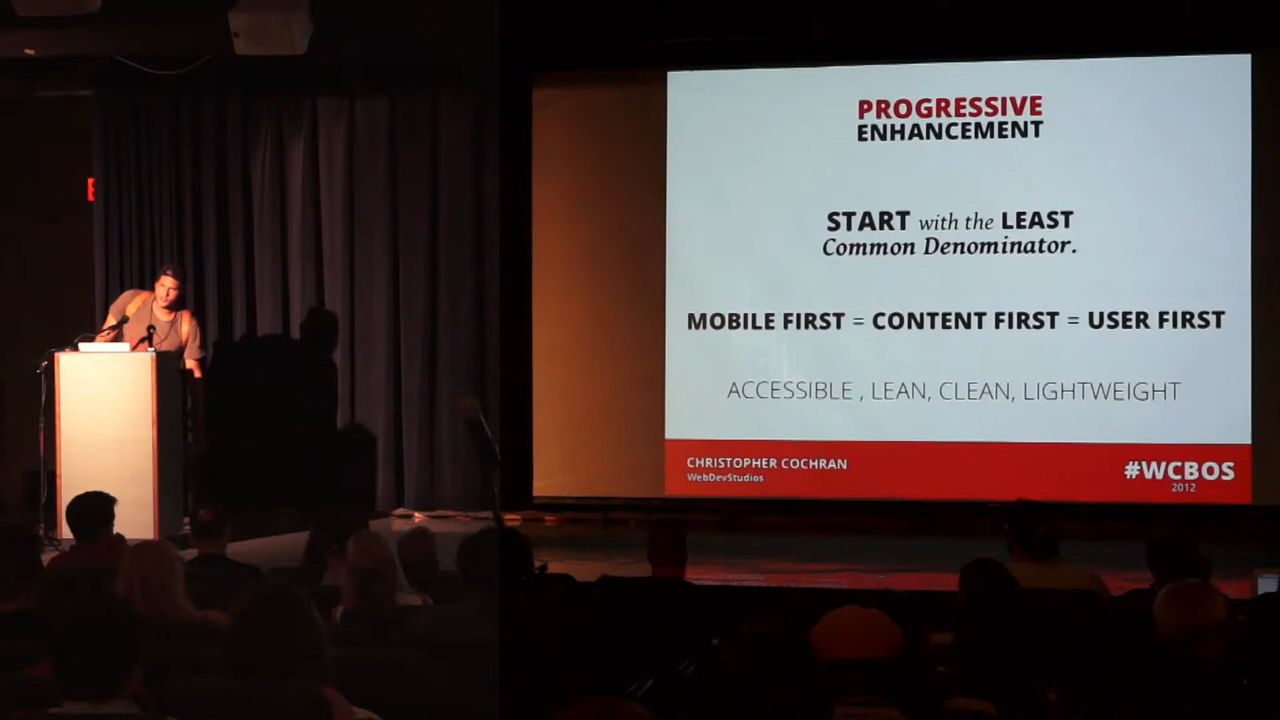 PROGRESSIVE
ENHANCEMENT
START with the LEAST
Common Denominator.
MOBILE FIRST = CONTENT FIRST = USER FIRST
ACCESSIBLE , LEAN, CLEAN, LIGHTWEIGHT
CHRISTOPHER COCHRAN
WebDevStudios
#WCBOS
2012